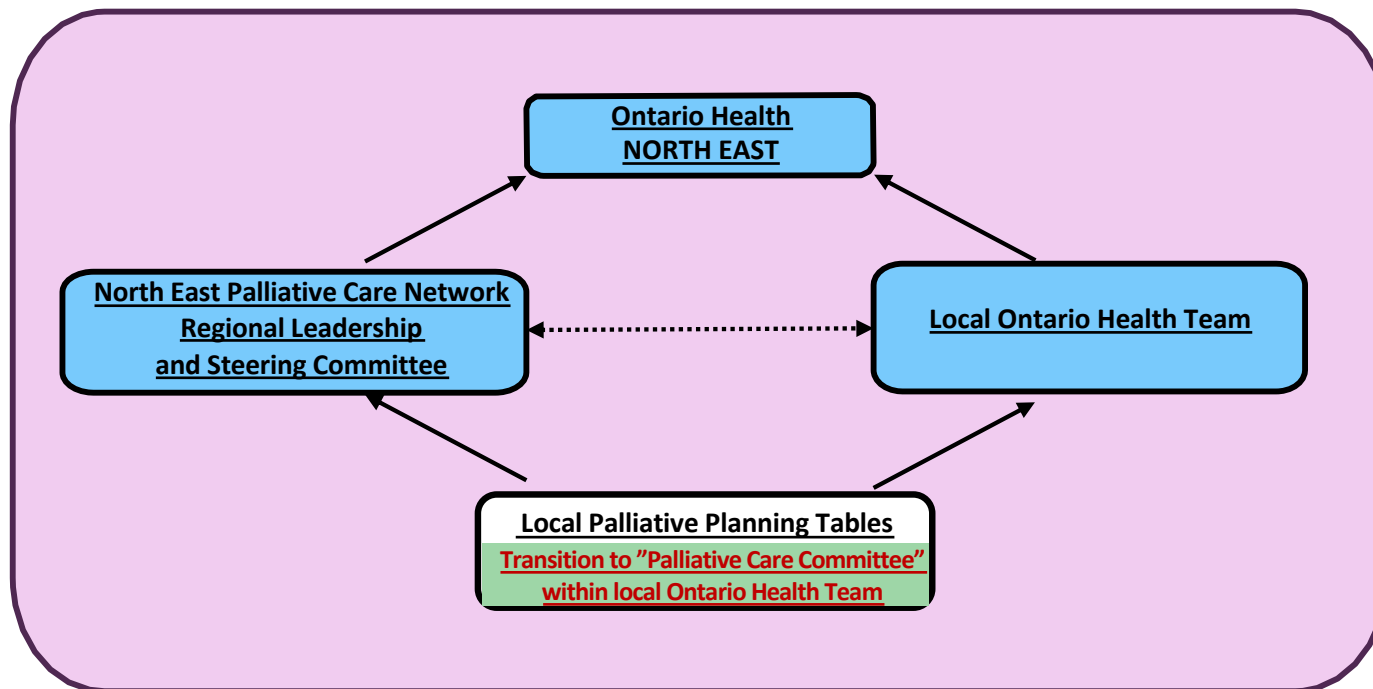 Ontario Health
NORTH EAST
North East Palliative Care Network
Regional Leadership
and Steering Committee
Local Ontario Health Team
Local Palliative Planning Tables
Transition to ”Palliative Care Committee”
within local Ontario Health Team